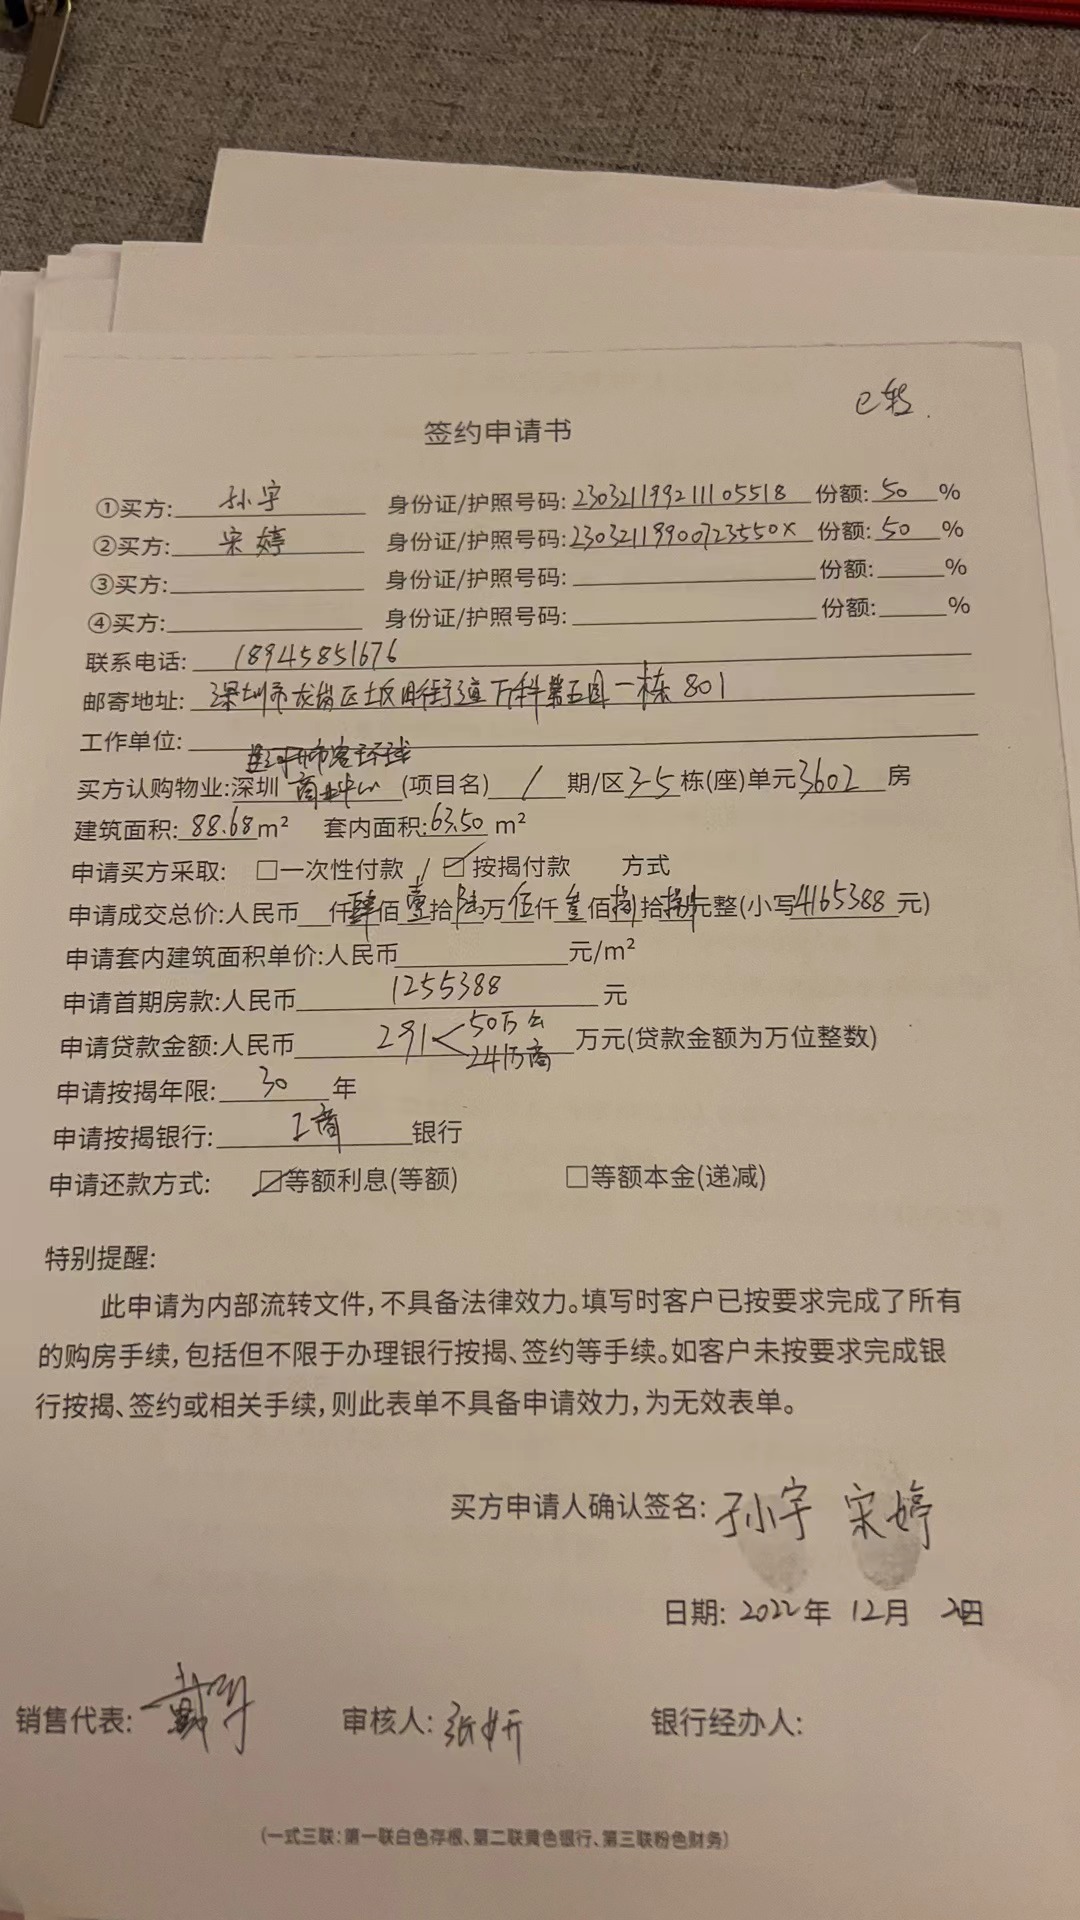 e转.
签约申请书
①买方: 孙宇 身份证/护照号码: 230321199211105518 份额: 50 %
②买方: 宋婷 身份证/护照号码: 23032119900723550X 份额: 50 %
③买方: 身份证/护照号码: 份额: %
④买方: 身份证/护照号码: 份额: %
联系电话: 18945851676
邮寄地址: 深圳市龙岗区坂田街道万科第五园一栋801
工作单位:
买方认购物业:深圳 商业中心 (项目名) / 期/区 3-5 栋(座)单元 3602 房
建筑面积: 88.68 m² 套内面积: 63.50 m²
申请买方采取: □一次性付款 / ☑按揭付款 方式
申请成交总价:人民币 仟肆佰壹拾陆万伍仟叁佰捌拾捌元整(小写4165388元)
申请套内建筑面积单价:人民币 元/m²
申请首期房款:人民币 1255388 元
申请贷款金额:人民币 291<50万公 241万商 万元(贷款金额为万位整数)
申请按揭年限: 30 年
申请按揭银行: 工商 银行
申请还款方式: ☑等额利息(等额) □等额本金(递减)
特别提醒:
此申请为内部流转文件,不具备法律效力。填写时客户已按要求完成了所有
的购房手续,包括但不限于办理银行按揭、签约等手续。如客户未按要求完成银
行按揭、签约或相关手续,则此表单不具备申请效力,为无效表单。
买方申请人确认签名: 孙宇 宋婷
日期: 2022年 12月 日
销售代表: 审核人: 张妍 银行经办人:
(一式三联:第一联白色存根、第二联黄色银行、第三联粉色财务)